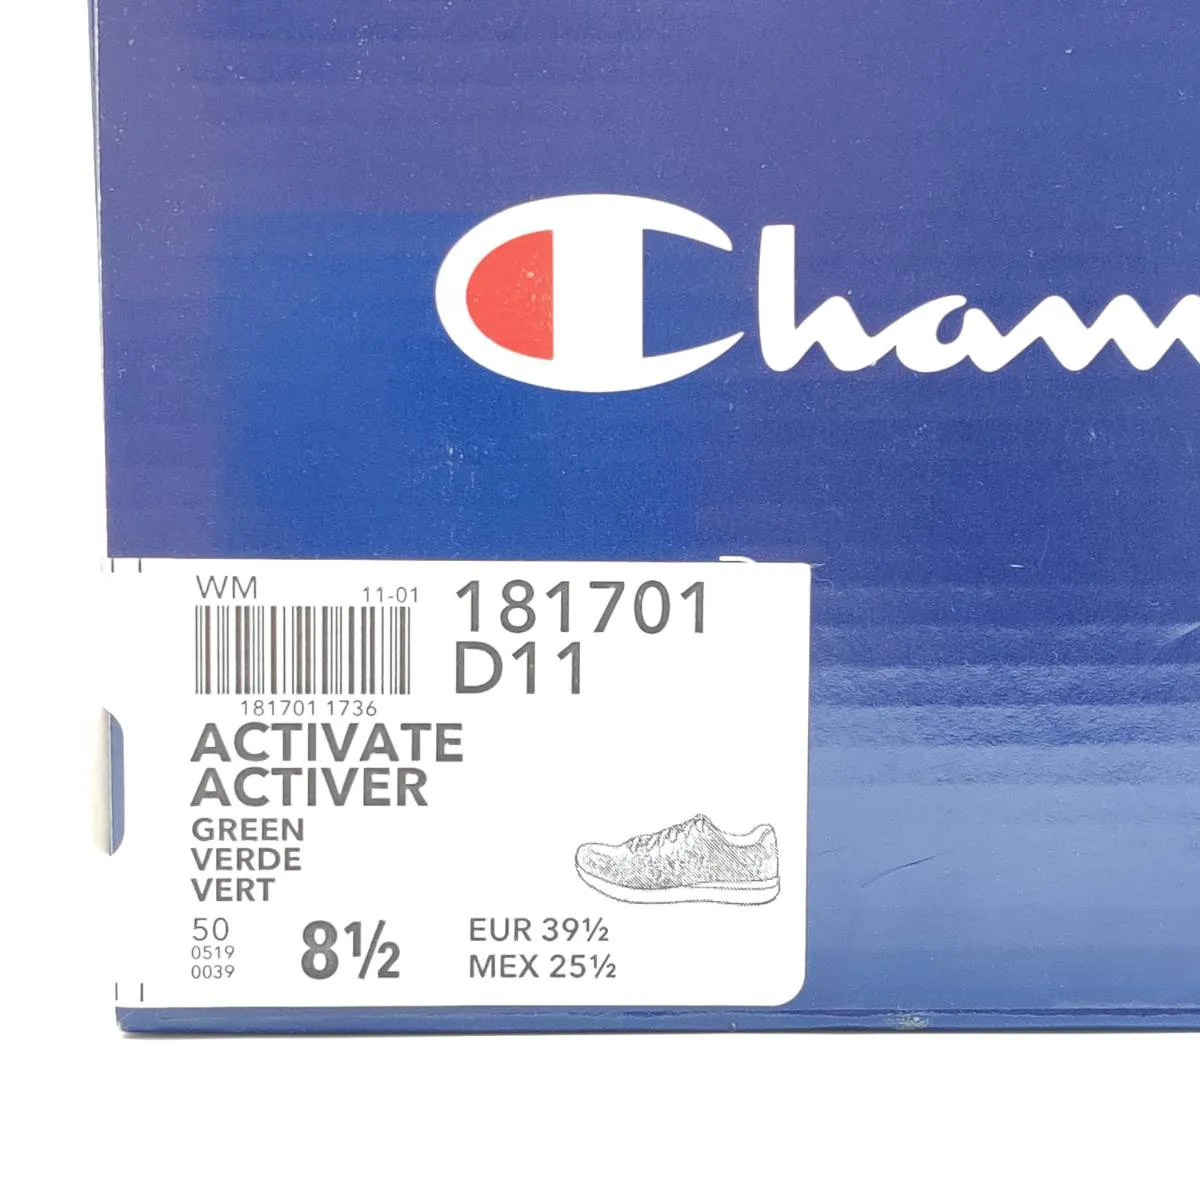 Cham
WM 11-01
181701 1736
181701
D11
ACTIVATE
ACTIVER
GREEN
VERDE
VERT
50
0519
0039
8½
EUR 39½
MEX 25½